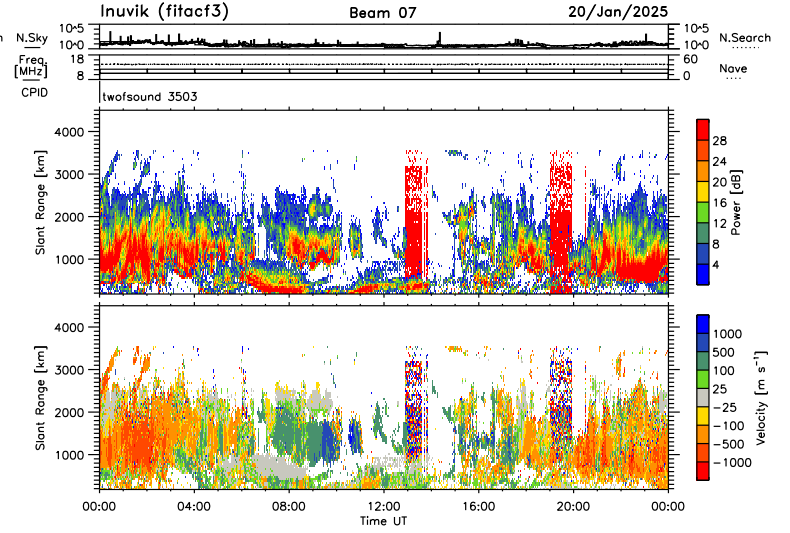 Inuvik (fitacf3) Beam 07 20/Jan/2025
N.Sky 10^5 10^5 N.Search
10^0 10^0
Freq. 18 60
[MHz] Nave
8 0
CPID
twofsound 3503
Slant Range [km]
4000
3000
2000
1000
Power [dB]
28
24
20
16
12
8
4
Slant Range [km]
4000
3000
2000
1000
Velocity [m s⁻¹]
1000
500
100
25
-25
-100
-500
-1000
00:00 04:00 08:00 12:00 16:00 20:00 00:00
Time UT